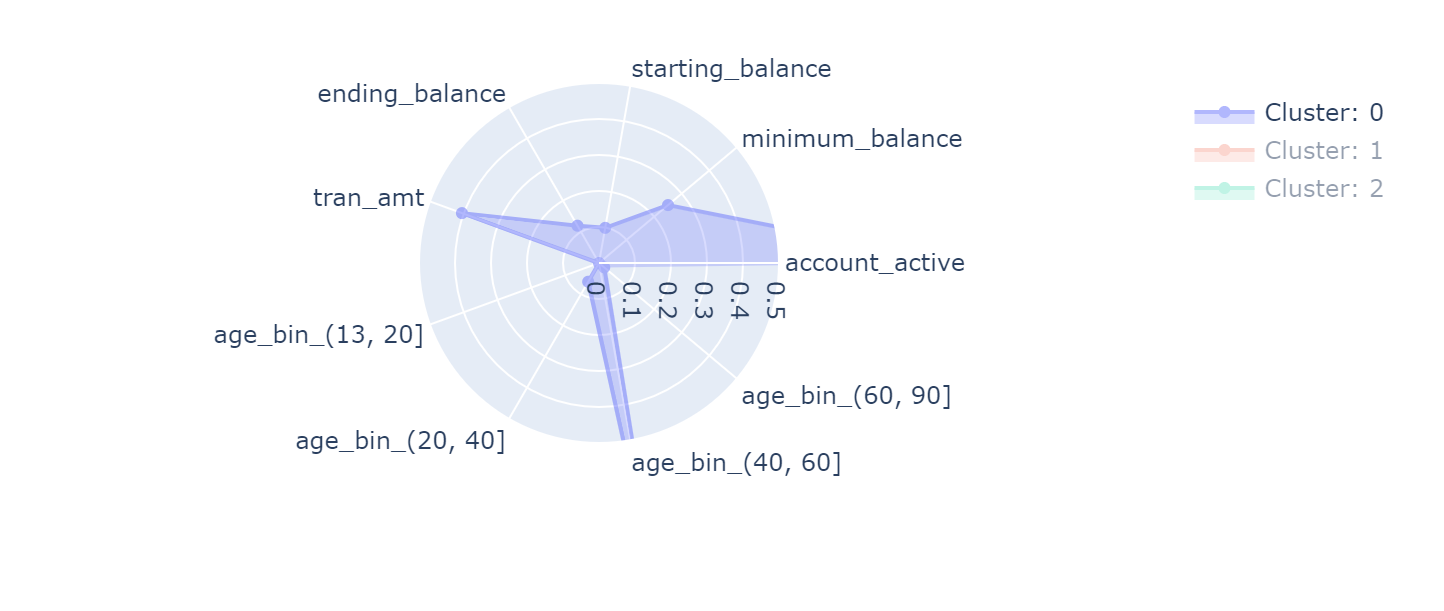 starting_balance
ending_balance
minimum_balance
tran_amt
account_active
0
0.1
0.2
0.3
0.4
0.5
age_bin_(13, 20]
age_bin_(60, 90]
age_bin_(20, 40]
age_bin_(40, 60]
Cluster: 0
Cluster: 1
Cluster: 2